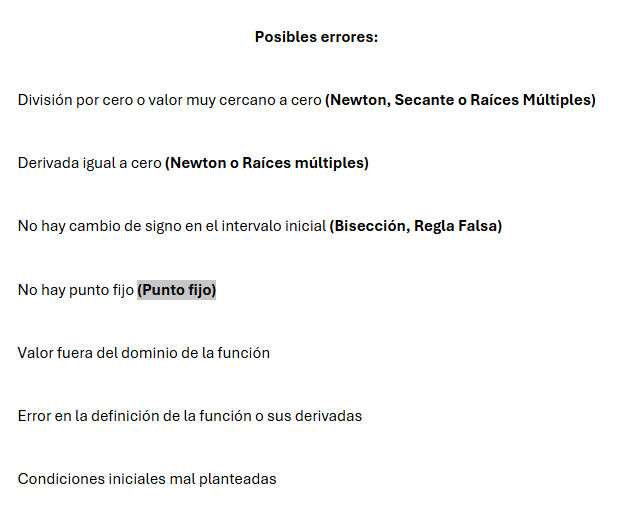 Posibles errores:
División por cero o valor muy cercano a cero (Newton, Secante o Raíces Múltiples)
Derivada igual a cero (Newton o Raíces múltiples)
No hay cambio de signo en el intervalo inicial (Bisección, Regla Falsa)
No hay punto fijo (Punto fijo)
Valor fuera del dominio de la función
Error en la definición de la función o sus derivadas
Condiciones iniciales mal planteadas